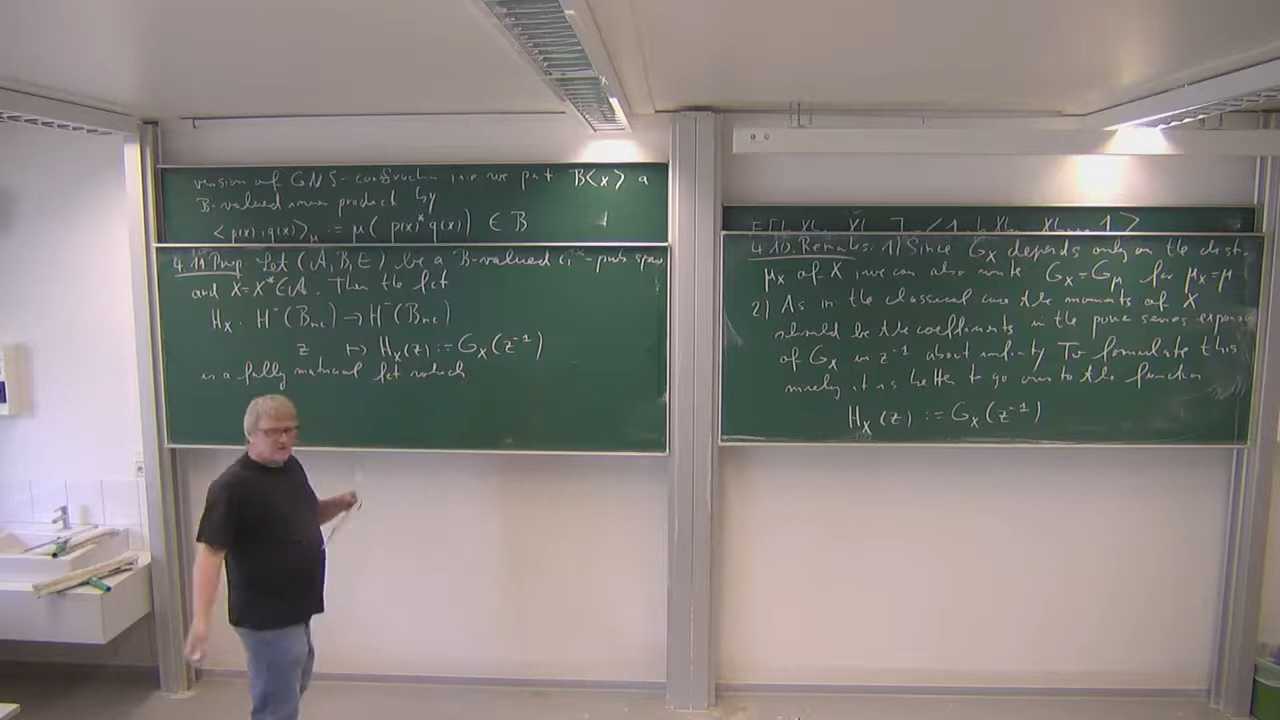 version of GNS-construction i.e. we put B<x> a
B-valued inner product by
<p(x), q(x)>_μ := μ(p(x)* q(x)) ∈ B
4.11 Prop. Let (A, B, E) be a B-valued C*-prob space
and X=X*∈A. Then the fct
H_X : H⁻(B_nc) → H⁻(B_nc)
z ↦ H_X(z) := G_X(z⁻¹)
is a fully matricial fct which
4.10. Remarks: 1) Since G_X depends only on the distr.
μ_X of X, we can also write G_X = G_μ for μ_X = μ
2) As in the classical case the moments of X
should be the coefficients in the power series expansion
of G_X in z⁻¹ about infinity. To formulate this
nicely it is better to go over to the function
H_X(z) := G_X(z⁻¹)